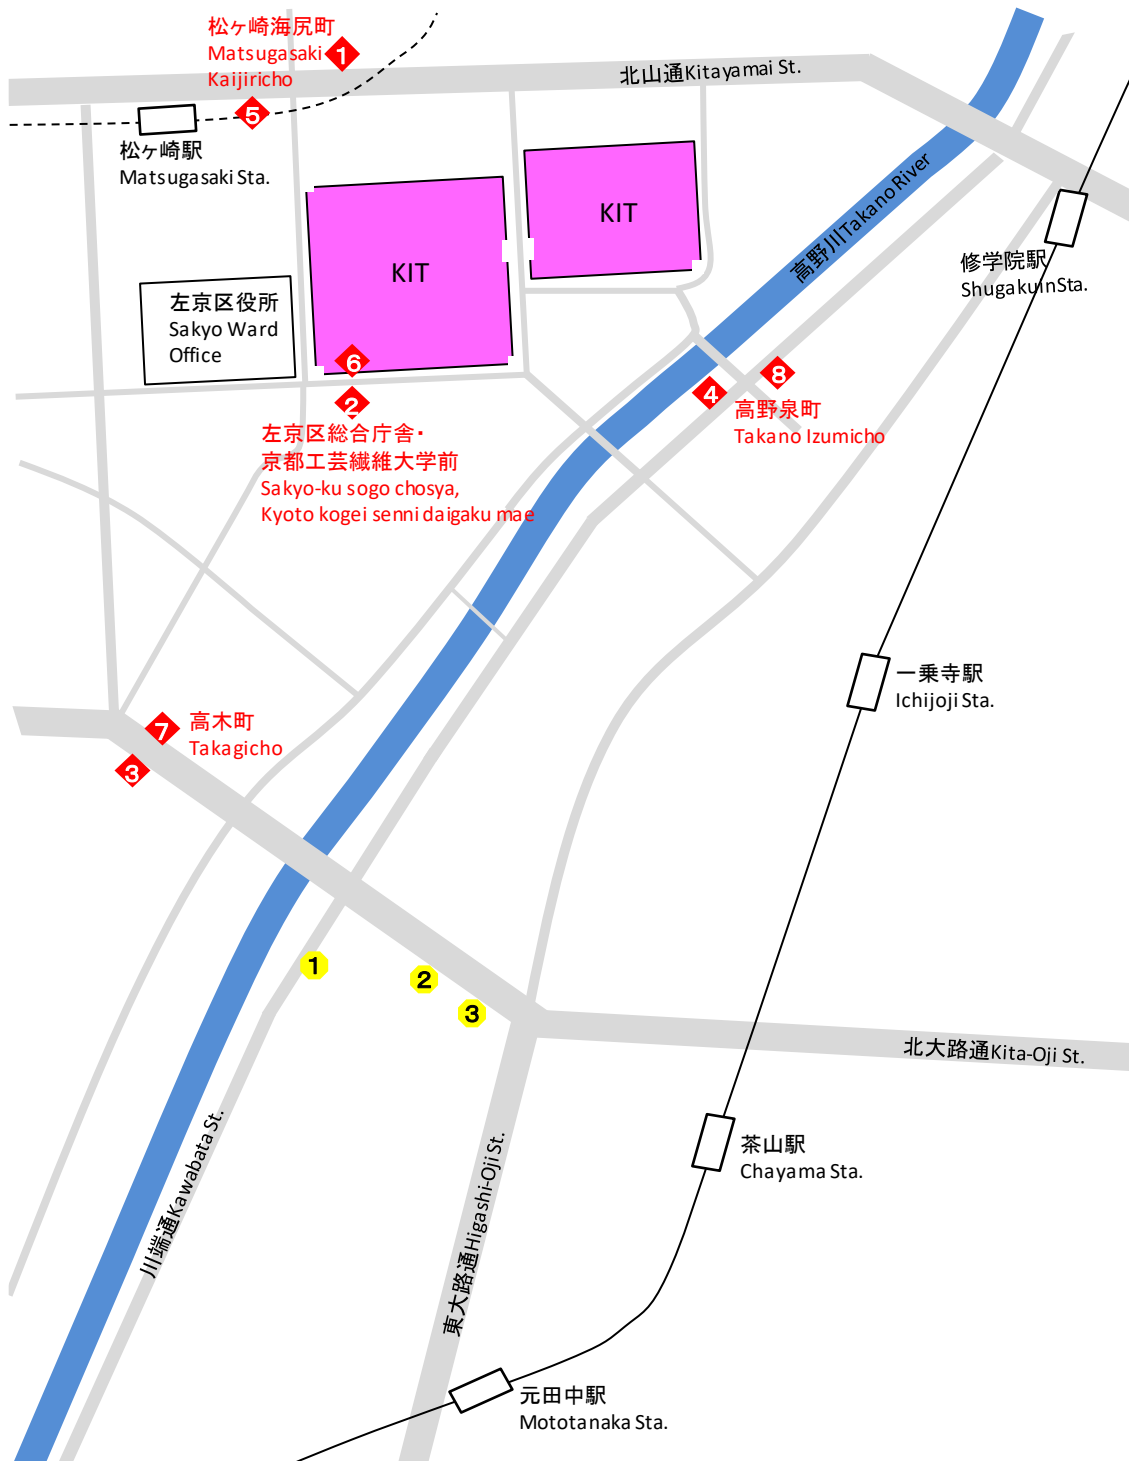 松ヶ崎海尻町
Matsugasaki
Kaijiricho
1
5
北山通Kitayamai St.
松ヶ崎駅
Matsugasaki Sta.
KIT
KIT
高野川Takano River
修学院駅
Shugakuin Sta.
左京区役所
Sakyo Ward
Office
6
2
左京区総合庁舎・
京都工芸繊維大学前
Sakyo-ku sogo chosya,
Kyoto kogei senni daigaku mae
8
4
高野泉町
Takano Izumicho
一乗寺駅
Ichijoji Sta.
7
3
高木町
Takagicho
1
2
3
北大路通Kita-Oji St.
川端通Kawabata St.
東大路通Higashi-Oji St.
茶山駅
Chayama Sta.
元田中駅
Mototanaka Sta.